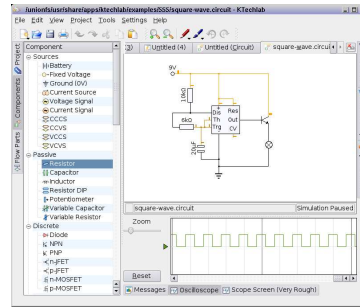 /unionfs/usr/share/apps/ktechlab/examples/555/square-wave.circuit - KTechlab
File Edit View Project Tools Settings Help
Project
Components
Flow Parts
Component
Sources
Battery
Fixed Voltage
Ground (0V)
Current Source
Voltage Signal
Current Signal
CCCS
CCVS
VCCS
VCVS
Passive
Resistor
Capacitor
Inductor
Resistor DIP
Potentiometer
Variable Capacitor
Variable Resistor
Discrete
Diode
NPN
PNP
n-JFET
p-JFET
n-MOSFET
p-MOSFET
Untitled (4)
Untitled (Circuit)
square-wave.circui
9V
10kΩ
6kΩ
20uF
Dis Res
Th Out
Trg CV
square-wave.circuit
Simulation Paused
Zoom
Reset
Messages Oscilloscope Scope Screen (Very Rough)